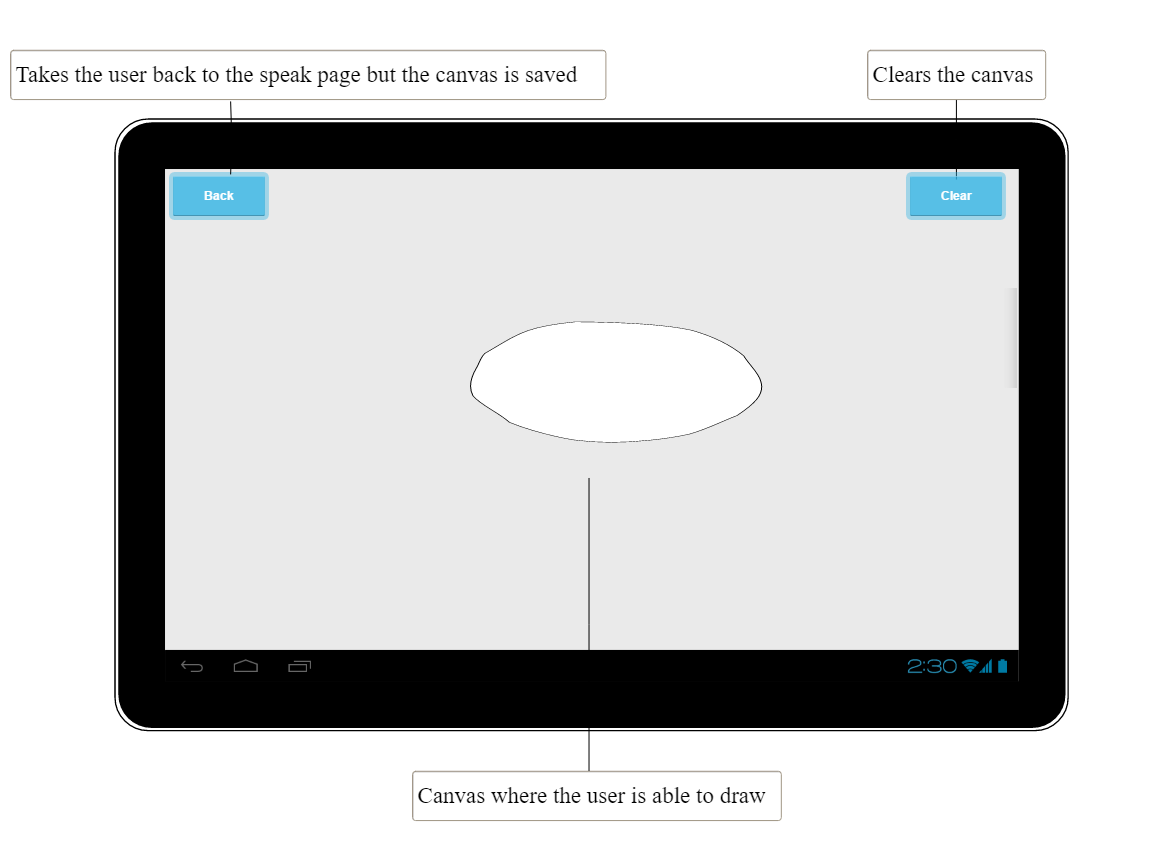 Takes the user back to the speak page but the canvas is saved
Clears the canvas
Back
Clear
2:30
Canvas where the user is able to draw